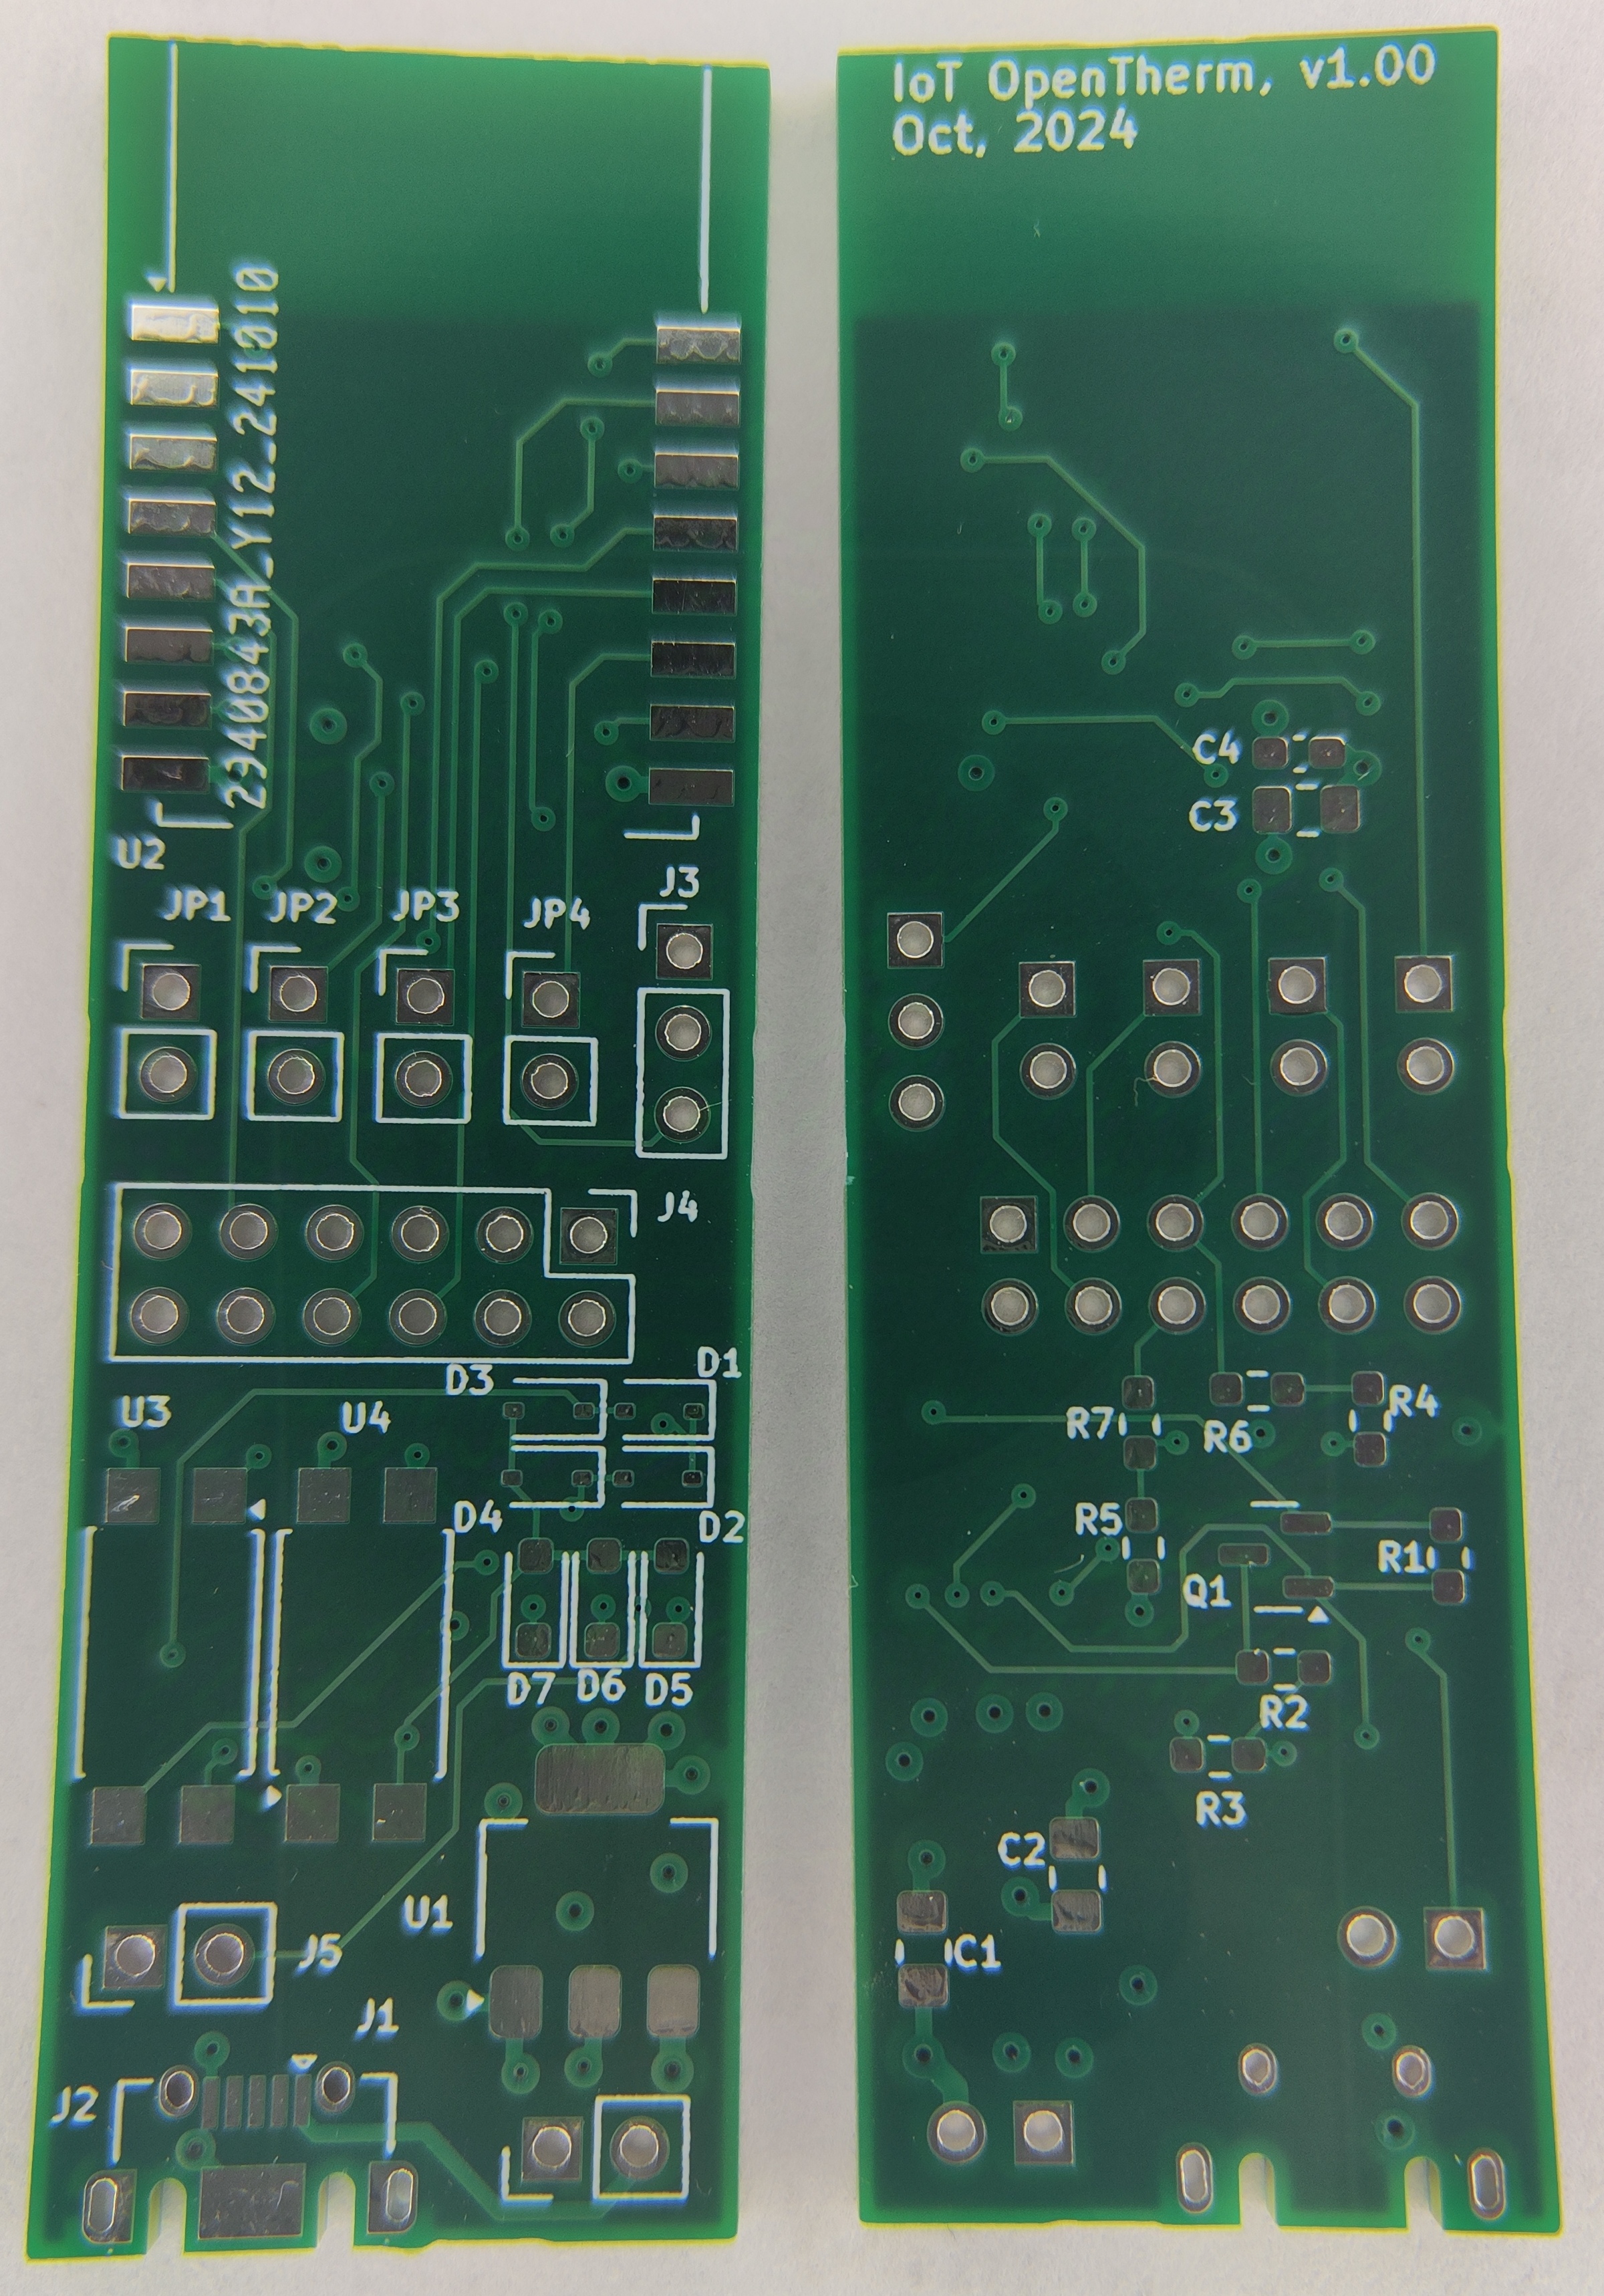 2940843A_Y12_241010
U2
JP1
JP2
JP3
JP4
J3
J4
D3
D1
U3
U4
D4
D2
D7
D6
D5
U1
J5
J1
J2
IoT OpenTherm, v1.00
Oct, 2024
C4
C3
R7
R6
R4
R5
Q1
R1
R2
R3
C2
C1